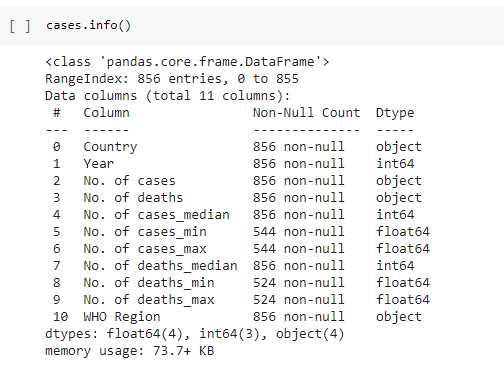 [ ] cases.info()
<class 'pandas.core.frame.DataFrame'>
RangeIndex: 856 entries, 0 to 855
Data columns (total 11 columns):
 #   Column               Non-Null Count  Dtype
---  ------               --------------  -----
 0   Country              856 non-null    object
 1   Year                 856 non-null    int64
 2   No. of cases         856 non-null    object
 3   No. of deaths        856 non-null    object
 4   No. of cases_median  856 non-null    int64
 5   No. of cases_min     544 non-null    float64
 6   No. of cases_max     544 non-null    float64
 7   No. of deaths_median 856 non-null    int64
 8   No. of deaths_min    524 non-null    float64
 9   No. of deaths_max    524 non-null    float64
 10  WHO Region           856 non-null    object
dtypes: float64(4), int64(3), object(4)
memory usage: 73.7+ KB